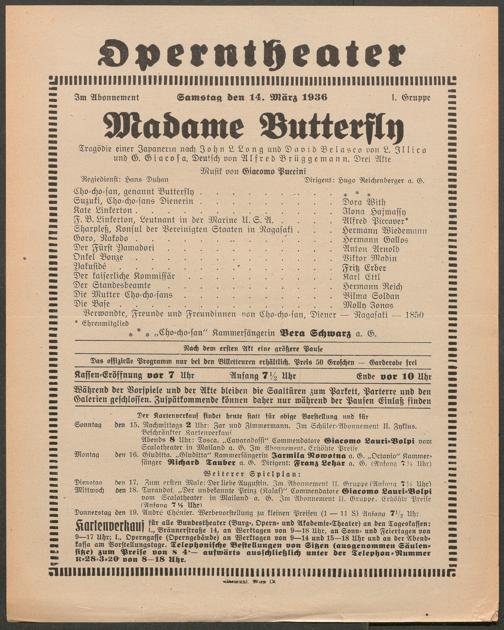 Operntheater
Im Abonnement Samstag den 14. März 1936 1. Gruppe
Madame Butterfly
Tragödie einer Japanerin nach John L Long und David Belasco von L. Illica
und G. Giacosa, Deutsch von Alfred Brüggemann. Drei Akte
Musik von Giacomo Puccini
Regiedienst: Hans Duhan Dirigent: Hugo Reichenberger a. G.
Cho-cho-san, genannt Butterfly * * *
Suzuki, Cho-cho-sans Dienerin Dora With
Kate Linkerton Ilona Hajmassy
F. B. Linkerton, Leutnant in der Marine U. S. A. Alfred Piccaver*
Sharpleß, Konsul der Vereinigten Staaten in Nagasaki Hermann Wiedemann
Goro, Nakodo Hermann Gallos
Der Fürst Yamadori Anton Arnold
Onkel Bonze Viktor Madin
Yakusidé Fritz Erber
Der kaiserliche Kommissär Karl Ettl
Der Standesbeamte Hermann Reich
Die Mutter Cho-cho-sans Vilma Soldan
Die Base Molly Jonas
Verwandte, Freunde und Freundinnen von Cho-cho-san, Diener — Nagasaki — 1850
* Ehrenmitglied
* * * „Cho-cho-san" Kammersängerin Vera Schwarz a. G.
Nach dem ersten Akt eine größere Pause
Das offizielle Programm nur bei den Billetteuren erhältlich. Preis 50 Groschen — Garderobe frei
Kassen-Eröffnung vor 7 Uhr Anfang 7½ Uhr Ende vor 10 Uhr
Während der Vorspiele und der Akte bleiben die Saaltüren zum Parkett, Parterre und den
Galerien geschlossen. Zuspätkommende können daher nur während der Pausen Einlaß finden
Der Kartenverkauf findet heute statt für obige Vorstellung und für
Sonntag den 15. Nachmittags 2 Uhr: Zar und Zimmermann. Im Schüler-Abonnement II. Zyklus.
Beschränkter Kartenverkauf
Abends 8 Uhr: Tosca. „Cavaradossi" Commendatore Giacomo Lauri-Volpi vom
Scalatheater in Mailand a. G. Im Abonnement. Erhöhte Preise
Montag den 16. Giuditta. „Giuditta" Kammersängerin Jarmila Novotna a. G. „Octavio" Kammer-
sänger Richard Tauber a. G. Dirigent: Franz Lehar a. G. (Anfang 7½ Uhr)
Weiterer Spielplan:
Dienstag den 17. Zum ersten Male: Der liebe Augustin. Im Abonnement II. Gruppe (Anfang 7½ Uhr)
Mittwoch den 18. Turandot. „Der unbekannte Prinz (Kalaf)" Commendatore Giacomo Lauri-Volpi
vom Scalatheater in Mailand a. G. Im Abonnement II. Gruppe. Erhöhte Preise
(Anfang 7½ Uhr)
Donnerstag den 19. André Chénier. Werbevorstellung zu kleinen Preisen (1 — 11 S) Anfang 7½ Uhr)
Kartenverkauf für alle Bundestheater (Burg-, Opern- und Akademie-Theater) an den Tageskassen:
I., Bräunerstraße 14, an Werktagen von 9—18 Uhr, an Sonn- und Feiertagen von
9—17 Uhr; I., Operngasse (Operngebäude) an Werktagen von 9—14 und 15—18 Uhr und an der Abend-
kassa am Vorstellungstage. Telephonische Bestellungen von Sitzen (ausgenommen Säulen-
sitze) zum Preise von S 4·— aufwärts ausschließlich unter der Telephon-Nummer
R-28-3-20 von 8—18 Uhr.
Wien IX